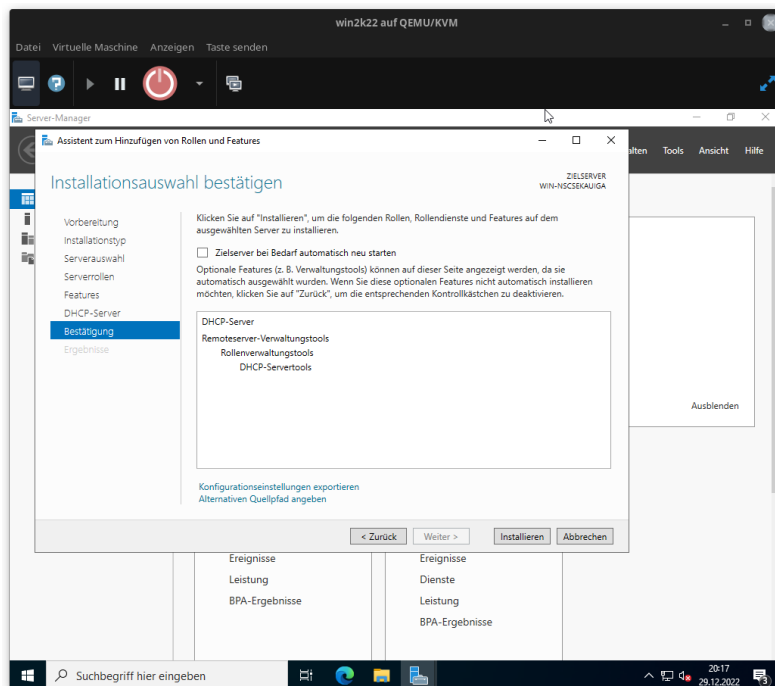 win2k22 auf QEMU/KVM
Datei Virtuelle Maschine Anzeigen Taste senden
Server-Manager
alten Tools Ansicht Hilfe
Assistent zum Hinzufügen von Rollen und Features
Installationsauswahl bestätigen
ZIELSERVER
WIN-NSCSEKAUIGA
Vorbereitung
Installationstyp
Serverauswahl
Serverrollen
Features
DHCP-Server
Bestätigung
Ergebnisse
Klicken Sie auf "Installieren", um die folgenden Rollen, Rollendienste und Features auf dem
ausgewählten Server zu installieren.
Zielserver bei Bedarf automatisch neu starten
Optionale Features (z. B. Verwaltungstools) können auf dieser Seite angezeigt werden, da sie
automatisch ausgewählt wurden. Wenn Sie diese optionalen Features nicht automatisch installieren
möchten, klicken Sie auf "Zurück", um die entsprechenden Kontrollkästchen zu deaktivieren.
DHCP-Server
Remoteserver-Verwaltungstools
Rollenverwaltungstools
DHCP-Servertools
Konfigurationseinstellungen exportieren
Alternativen Quellpfad angeben
< Zurück Weiter > Installieren Abbrechen
Ausblenden
Ereignisse
Leistung
BPA-Ergebnisse
Ereignisse
Dienste
Leistung
BPA-Ergebnisse
Suchbegriff hier eingeben
20:17
29.12.2022
3